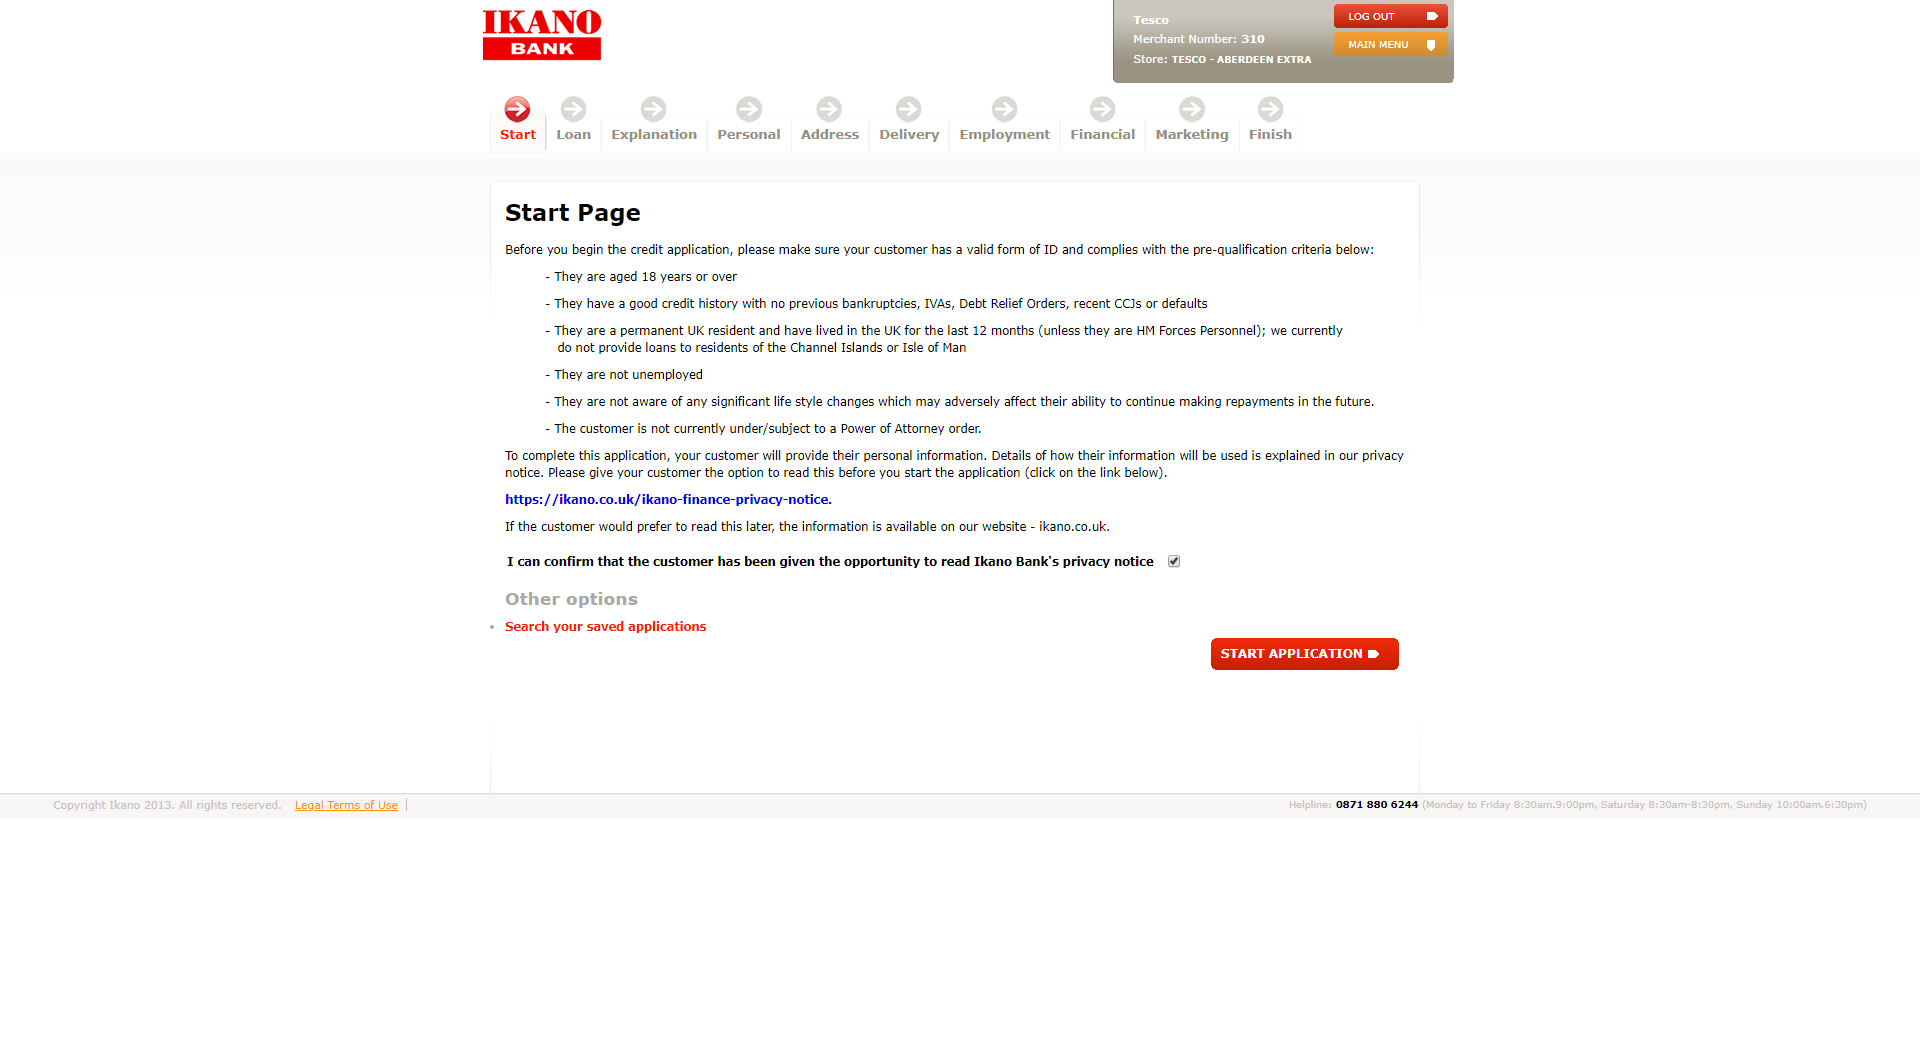 IKANO
BANK
Tesco
Merchant Number: 310
Store: TESCO - ABERDEEN EXTRA
LOG OUT
MAIN MENU
Start
Loan
Explanation
Personal
Address
Delivery
Employment
Financial
Marketing
Finish
Start Page
Before you begin the credit application, please make sure your customer has a valid form of ID and complies with the pre-qualification criteria below:
- They are aged 18 years or over
- They have a good credit history with no previous bankruptcies, IVAs, Debt Relief Orders, recent CCJs or defaults
- They are a permanent UK resident and have lived in the UK for the last 12 months (unless they are HM Forces Personnel); we currently
do not provide loans to residents of the Channel Islands or Isle of Man
- They are not unemployed
- They are not aware of any significant life style changes which may adversely affect their ability to continue making repayments in the future.
- The customer is not currently under/subject to a Power of Attorney order.
To complete this application, your customer will provide their personal information. Details of how their information will be used is explained in our privacy
notice. Please give your customer the option to read this before you start the application (click on the link below).
https://ikano.co.uk/ikano-finance-privacy-notice.
If the customer would prefer to read this later, the information is available on our website - ikano.co.uk.
I can confirm that the customer has been given the opportunity to read Ikano Bank's privacy notice
Other options
Search your saved applications
START APPLICATION
Copyright Ikano 2013. All rights reserved. Legal Terms of Use
Helpline: 0871 880 6244 (Monday to Friday 8:30am.9:00pm, Saturday 8:30am-8:30pm, Sunday 10:00am.6:30pm)